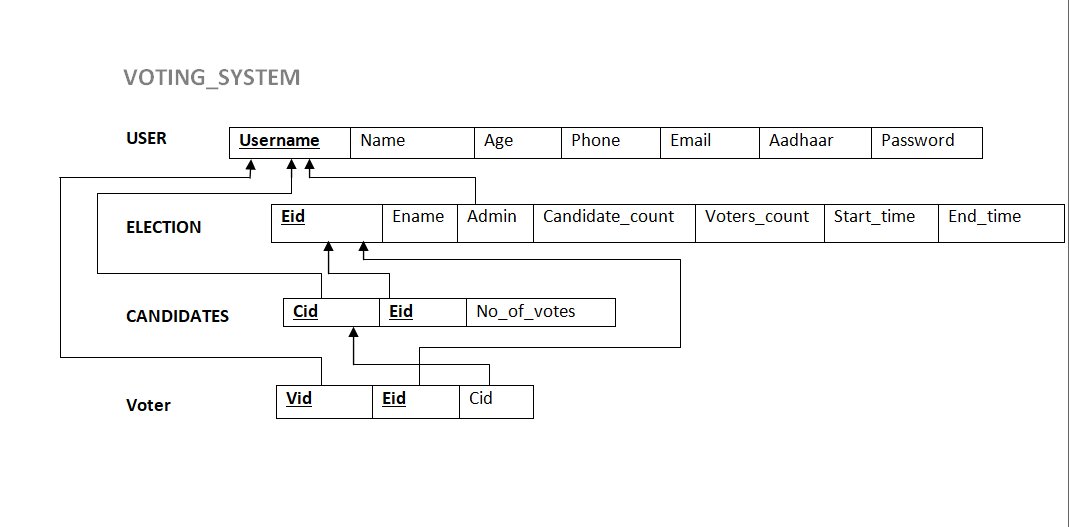 VOTING_SYSTEM
USER Username Name Age Phone Email Aadhaar Password
ELECTION Eid Ename Admin Candidate_count Voters_count Start_time End_time
CANDIDATES Cid Eid No_of_votes
Voter Vid Eid Cid